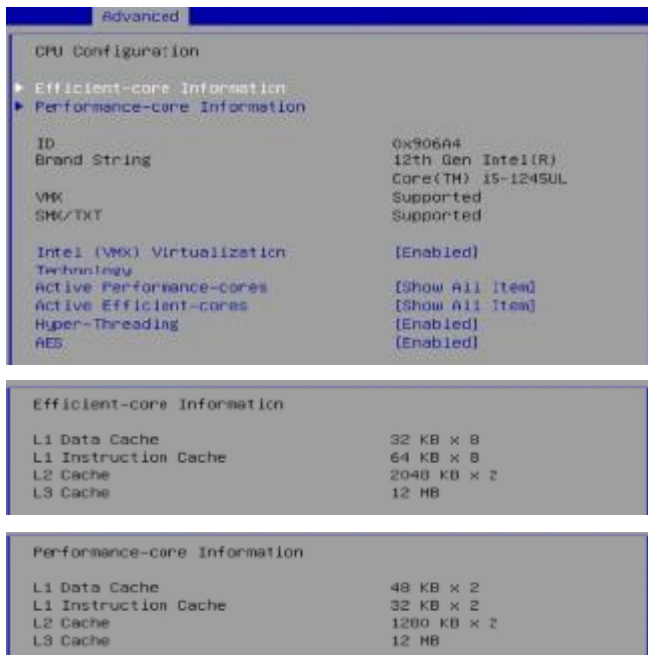 Advanced
CPU Configuration
Efficient-core Information
Performance-core Information
ID 0x906A4
Brand String 12th Gen Intel(R)
Core(TM) i5-1245UL
VMX Supported
SMX/TXT Supported
Intel (VMX) Virtualization [Enabled]
Technology
Active Performance-cores [Show All Item]
Active Efficient-cores [Show All Item]
Hyper-Threading [Enabled]
AES [Enabled]
Efficient-core Information
L1 Data Cache 32 KB x 8
L1 Instruction Cache 64 KB x 8
L2 Cache 2048 KB x 2
L3 Cache 12 MB
Performance-core Information
L1 Data Cache 48 KB x 2
L1 Instruction Cache 32 KB x 2
L2 Cache 1280 KB x 2
L3 Cache 12 MB